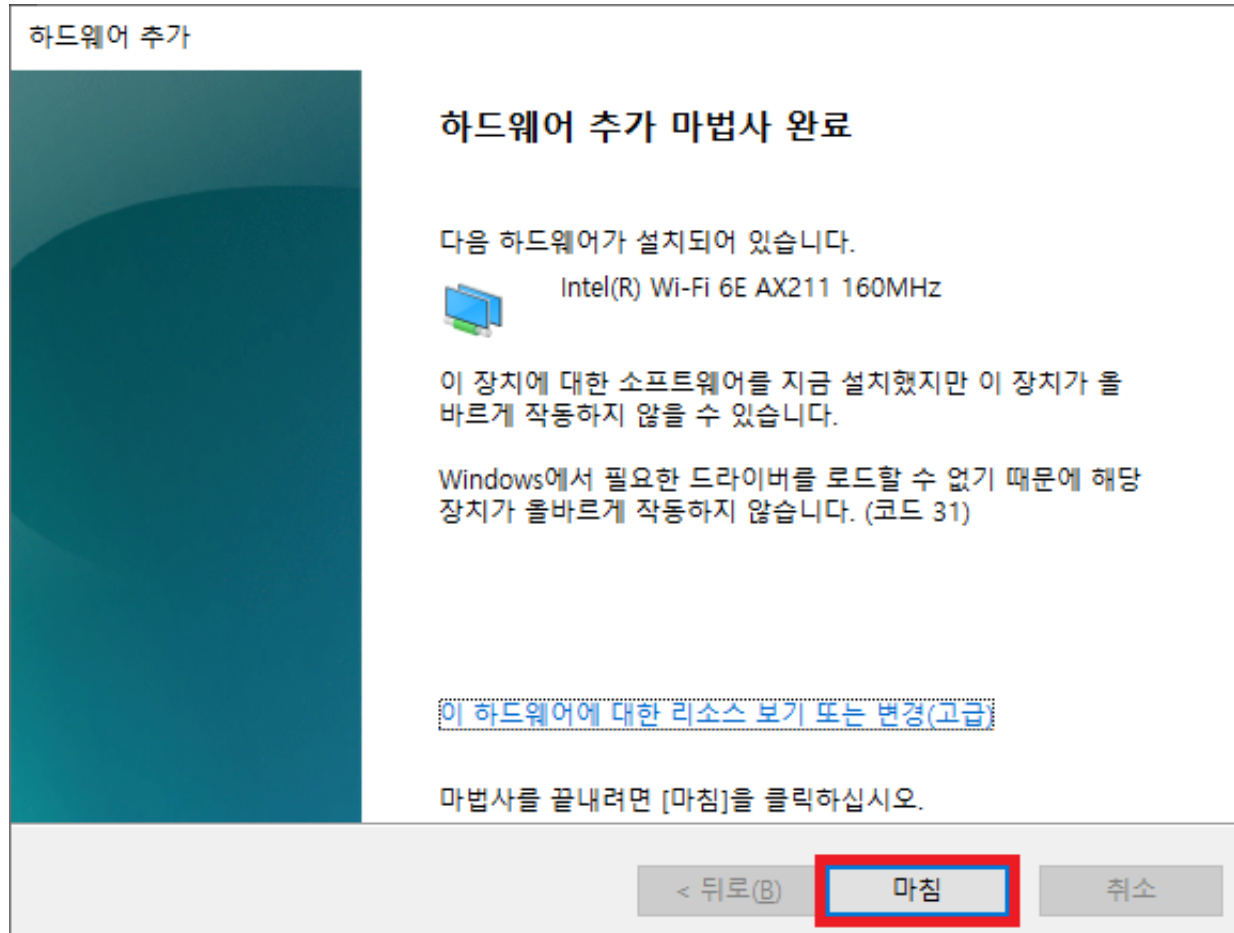 하드웨어 추가
하드웨어 추가 마법사 완료
다음 하드웨어가 설치되어 있습니다.
Intel(R) Wi-Fi 6E AX211 160MHz
이 장치에 대한 소프트웨어를 지금 설치했지만 이 장치가 올
바르게 작동하지 않을 수 있습니다.
Windows에서 필요한 드라이버를 로드할 수 없기 때문에 해당
장치가 올바르게 작동하지 않습니다. (코드 31)
이 하드웨어에 대한 리소스 보기 또는 변경(고급)
마법사를 끝내려면 [마침]을 클릭하십시오.
< 뒤로(B) 마침 취소